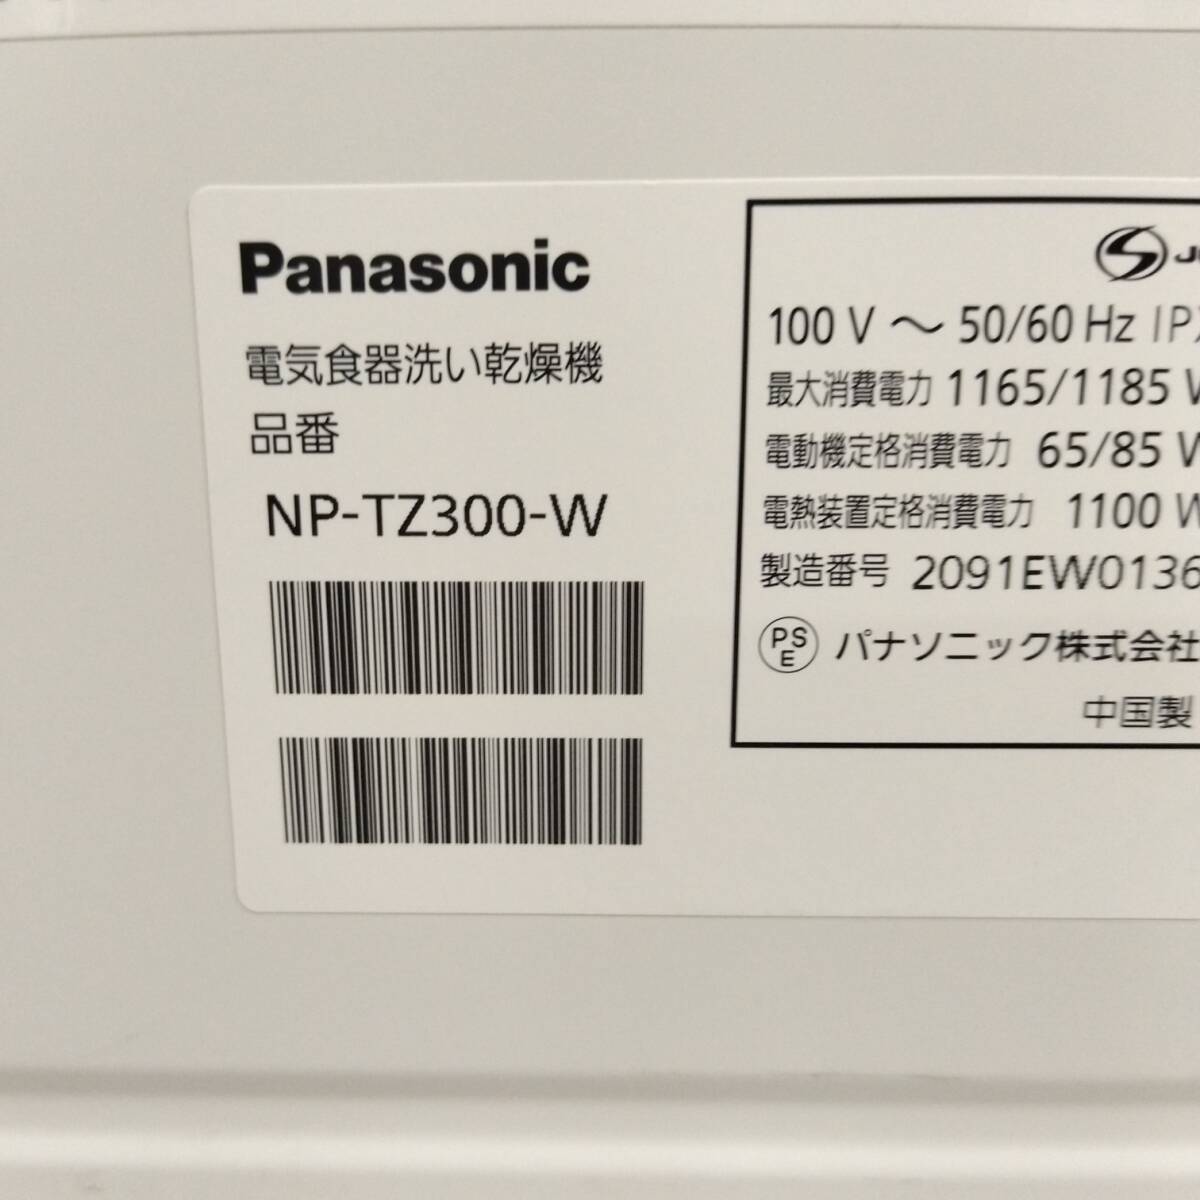 Panasonic
電気食器洗い乾燥機
品番
NP-TZ300-W
100 V ～ 50/60 Hz
最大消費電力 1165/1185 W
電動機定格消費電力 65/85 W
電熱装置定格消費電力 1100 W
製造番号 2091EW0136
PS
E
パナソニック株式会社
中国製